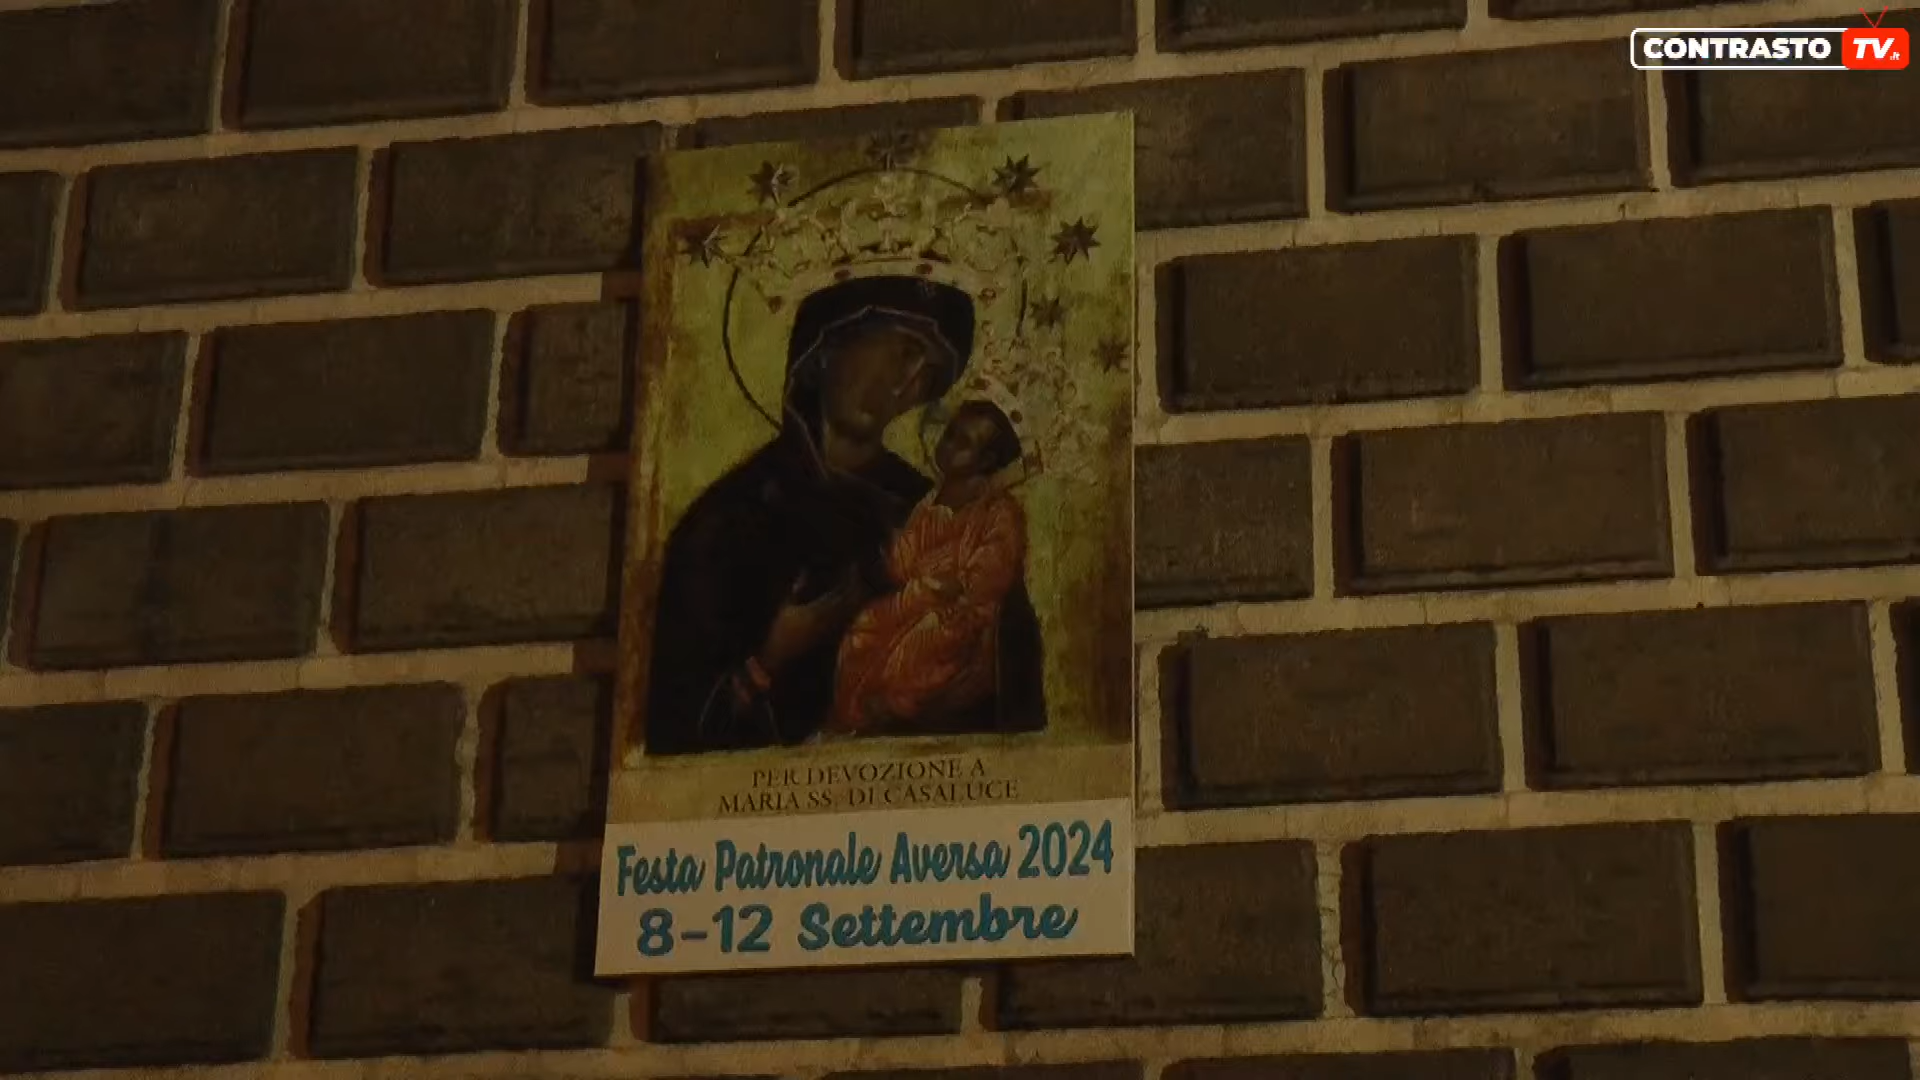 CONTRASTO TV.it
PER DEVOZIONE A
MARIA SS. DI CASALUCE
Festa Patronale Aversa 2024
8-12 Settembre